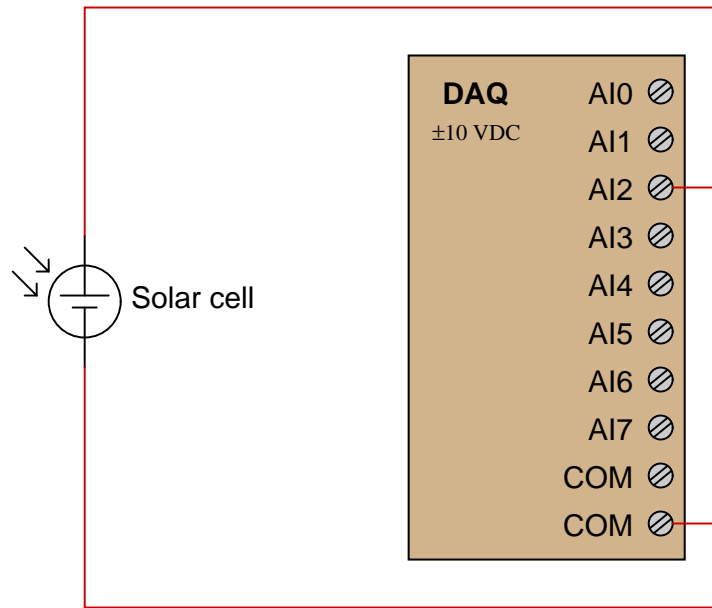 DAQ
±10 VDC
AI0
AI1
AI2
AI3
AI4
AI5
AI6
AI7
COM
COM
Solar cell